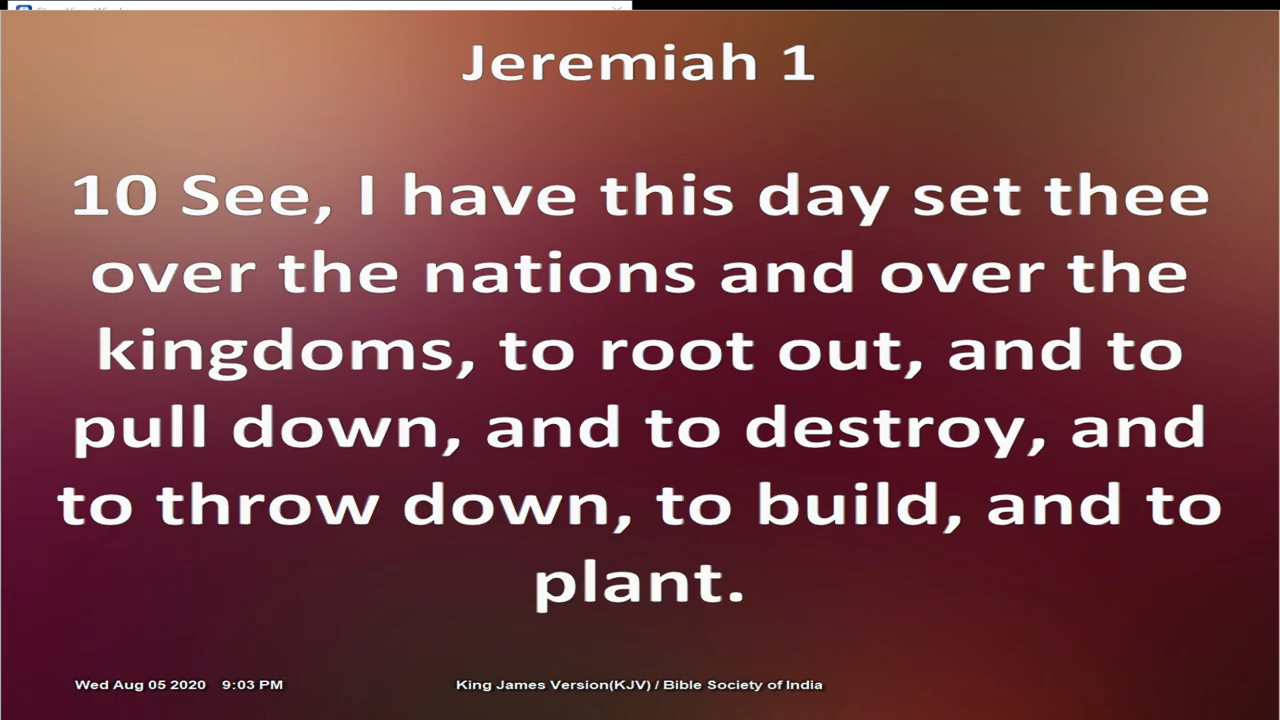 Jeremiah 1
10 See, I have this day set thee
over the nations and over the
kingdoms, to root out, and to
pull down, and to destroy, and
to throw down, to build, and to
plant.
Wed Aug 05 2020 9:03 PM King James Version(KJV) / Bible Society of India